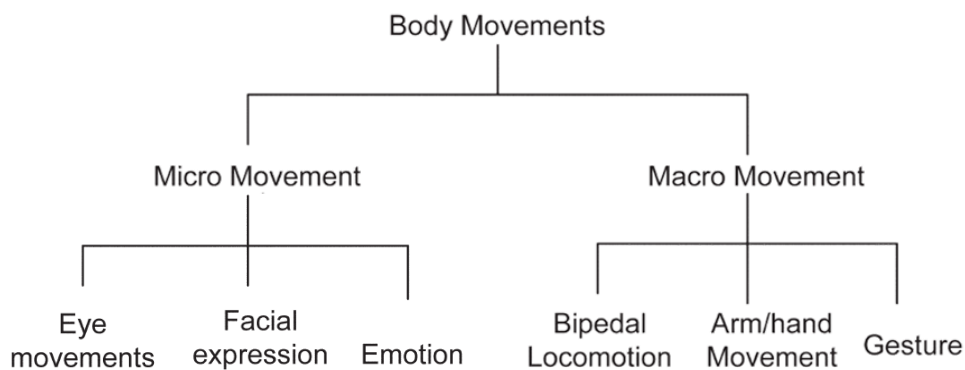 Body Movements
Micro Movement
Macro Movement
Eye
movements
Facial
expression
Emotion
Bipedal
Locomotion
Arm/hand
Movement
Gesture